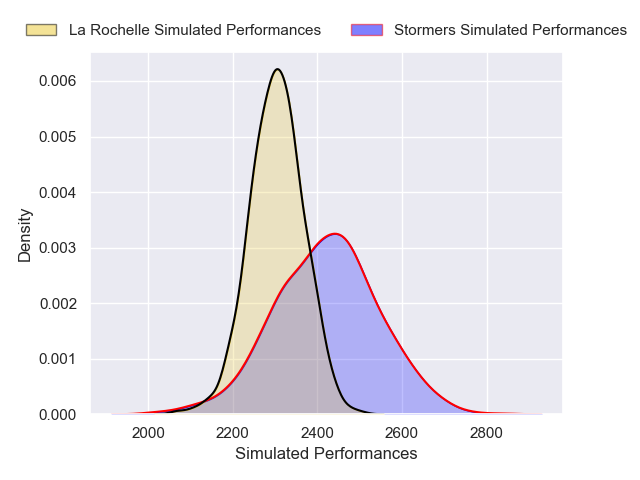 La Rochelle Simulated Performances Stormers Simulated Performances
0.006
0.005
0.004
0.003
0.002
0.001
0.000
Density
2000 2200 2400 2600 2800
Simulated Performances